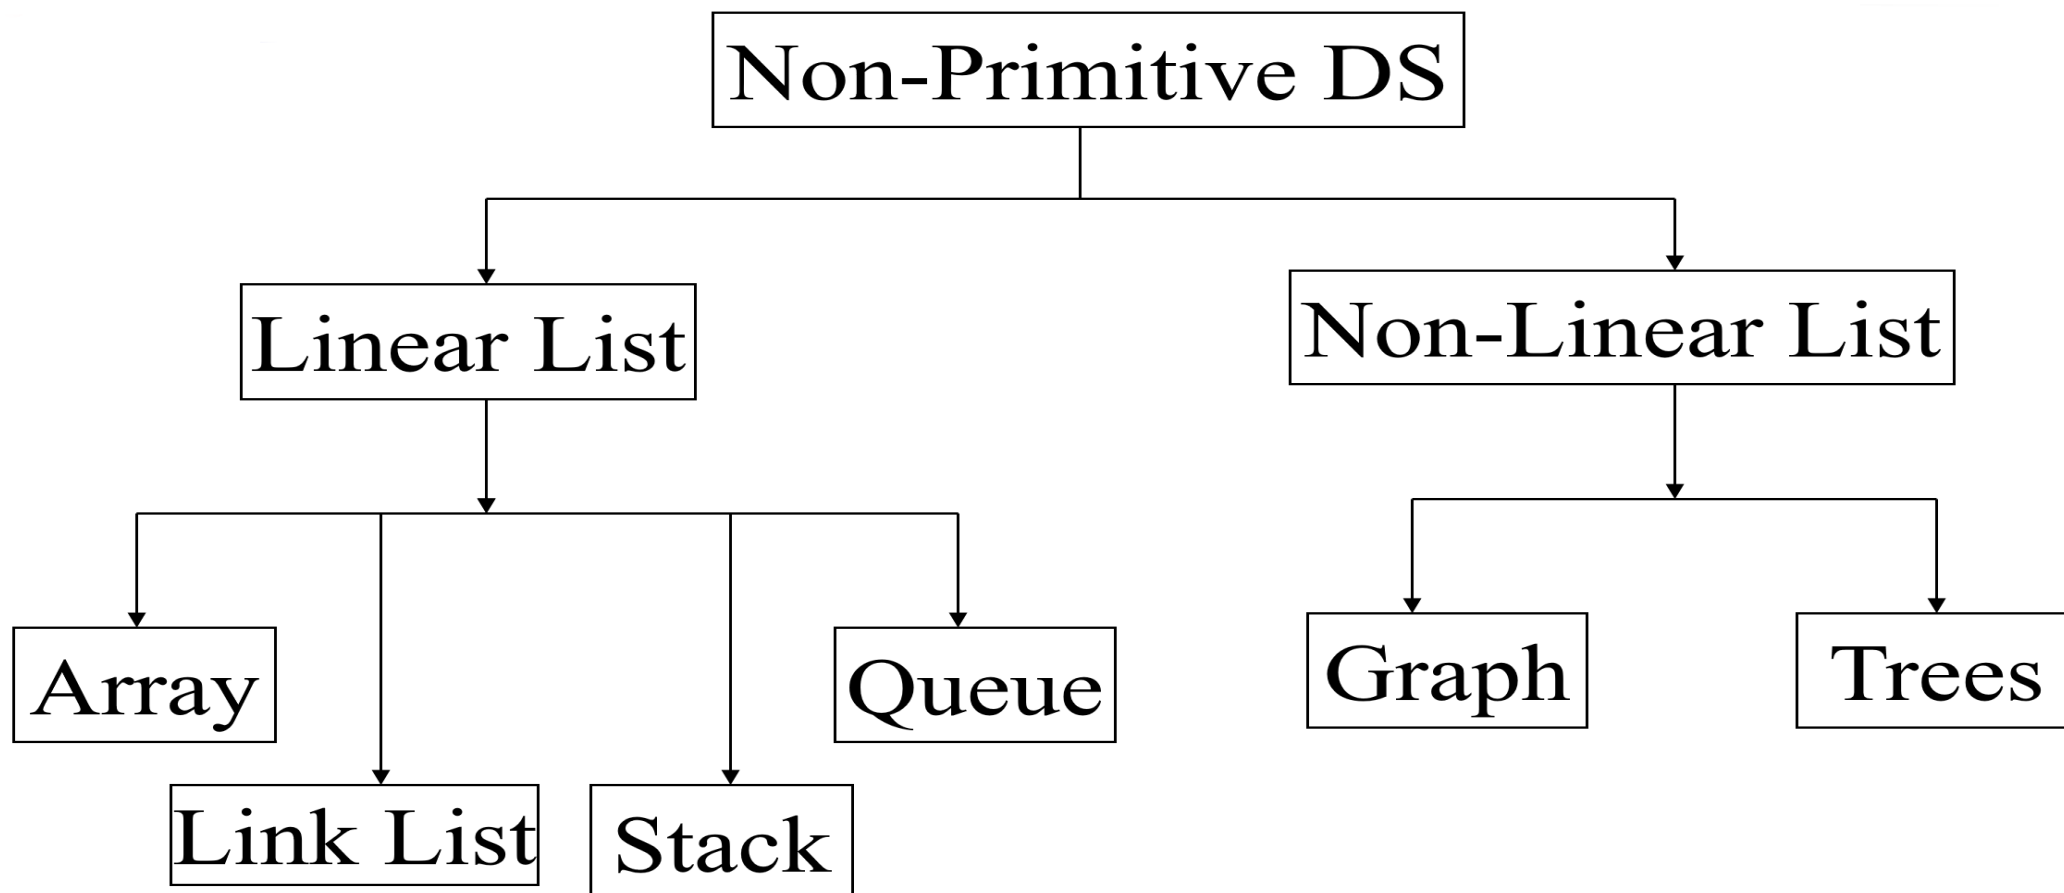 Non-Primitive DS
Linear List
Non-Linear List
Array
Queue
Graph
Trees
Link List
Stack